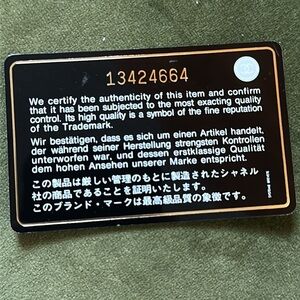 13424664
We certify the authenticity of this item and confirm
that it has been subjected to the most exacting quality
control. Its high quality is a symbol of the fine reputation
of the Trademark.
Wir bestätigen, dass es sich um einen Artikel handelt,
der während seiner Herstellung strengsten Kontrollen
unterworfen war, und dessen erstklassige Qualität
dem hohen Ansehen unserer Marke entspricht.
この製品は厳しい管理のもとに製造されたシャネル
社の商品であることを証明いたします。
このブランド・マークは最高級品質の象徴です。